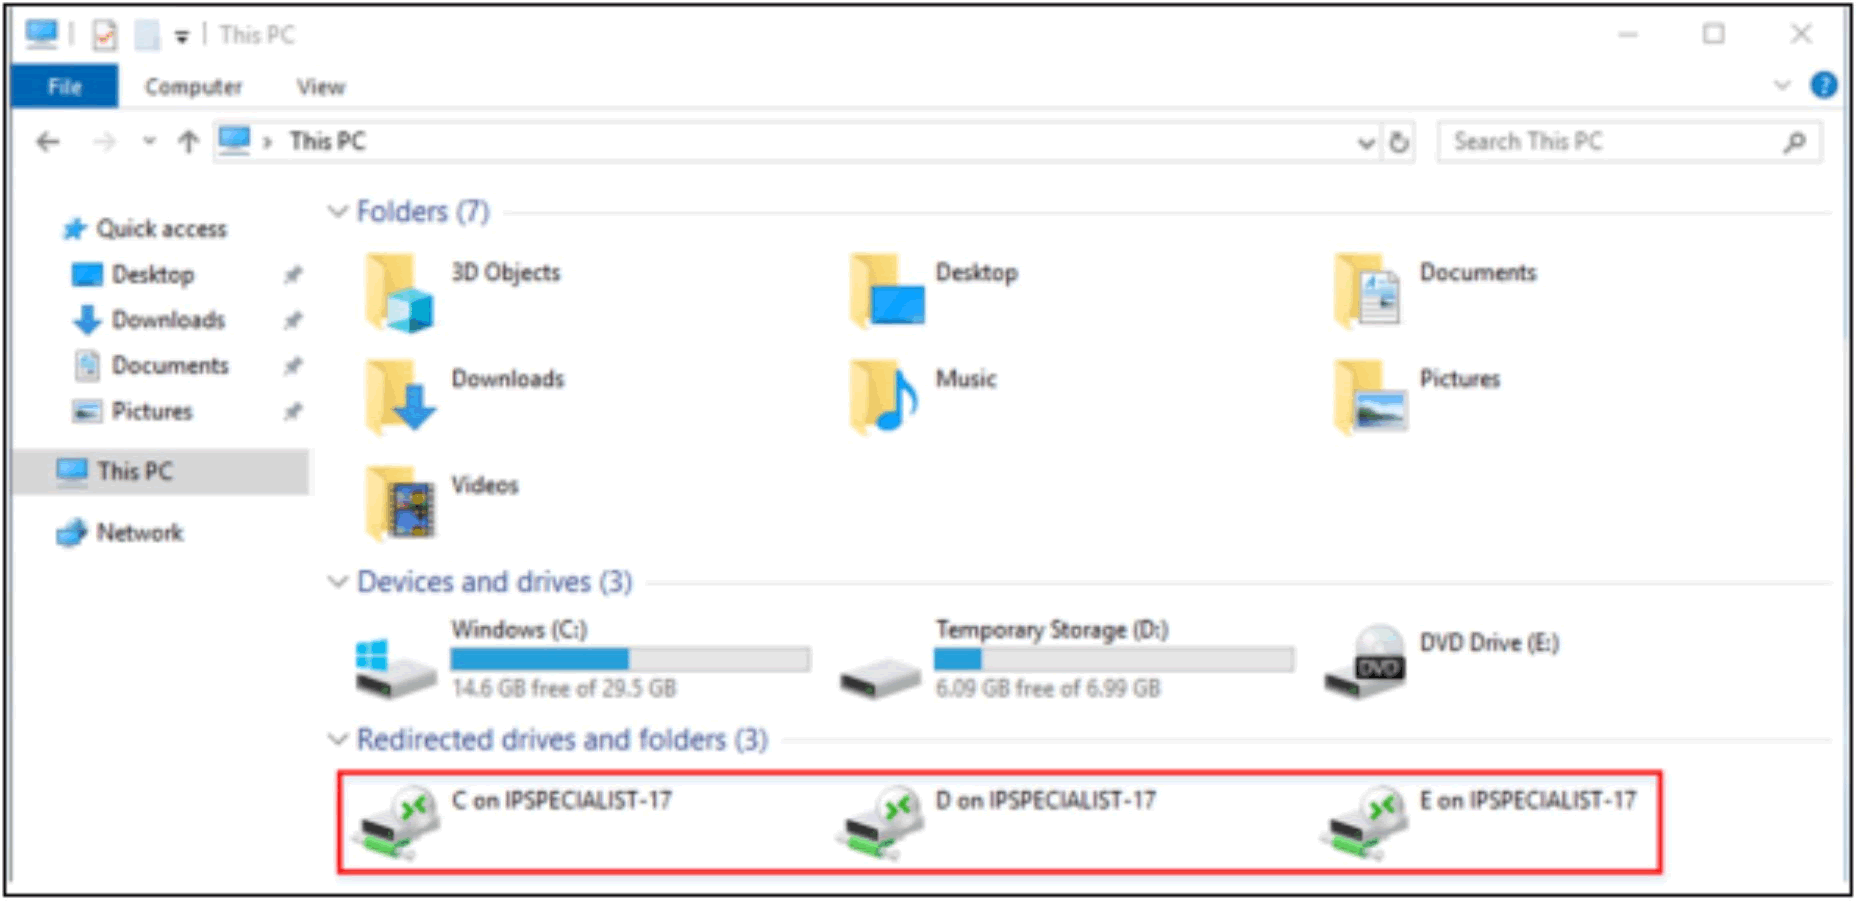 This PC
File Computer View
This PC
Search This PC
Quick access
Desktop
Downloads
Documents
Pictures
This PC
Network
Folders (7)
3D Objects
Desktop
Documents
Downloads
Music
Pictures
Videos
Devices and drives (3)
Windows (C:)
14.6 GB free of 29.5 GB
Temporary Storage (D:)
6.09 GB free of 6.99 GB
DVD
DVD Drive (E:)
Redirected drives and folders (3)
C on IPSPECIALIST-17
D on IPSPECIALIST-17
E on IPSPECIALIST-17